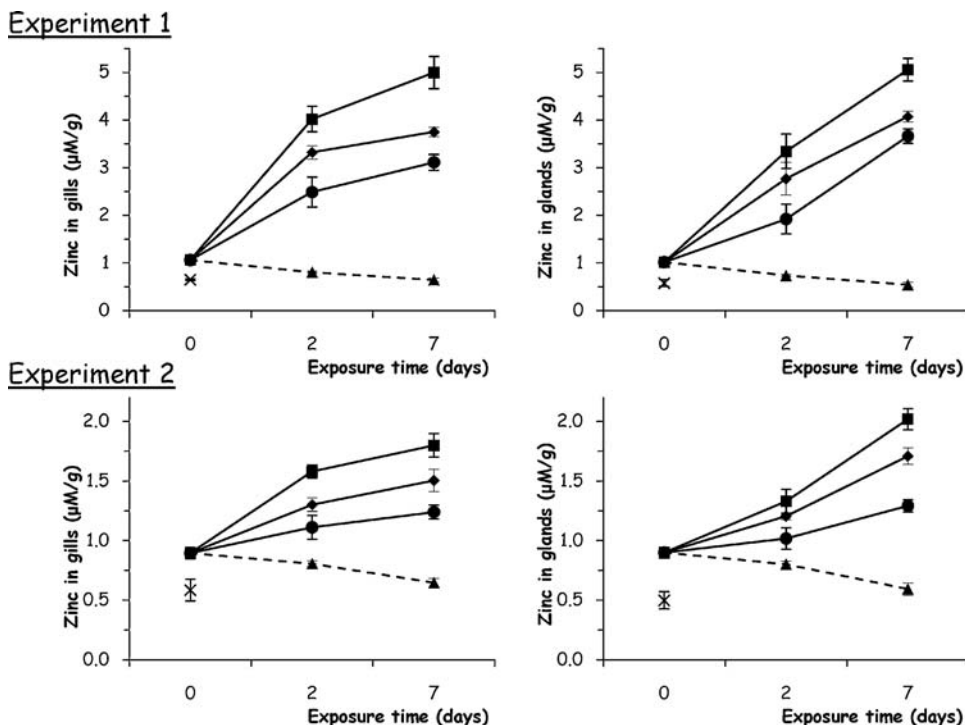 Experiment 1
Zinc in gills (µM/g)
5
4
3
2
1
0
0 2 7
Exposure time (days)
Zinc in glands (µM/g)
5
4
3
2
1
0
0 2 7
Exposure time (days)
Experiment 2
Zinc in gills (µM/g)
2.0
1.5
1.0
0.5
0.0
0 2 7
Exposure time (days)
Zinc in glands (µM/g)
2.0
1.5
1.0
0.5
0.0
0 2 7
Exposure time (days)